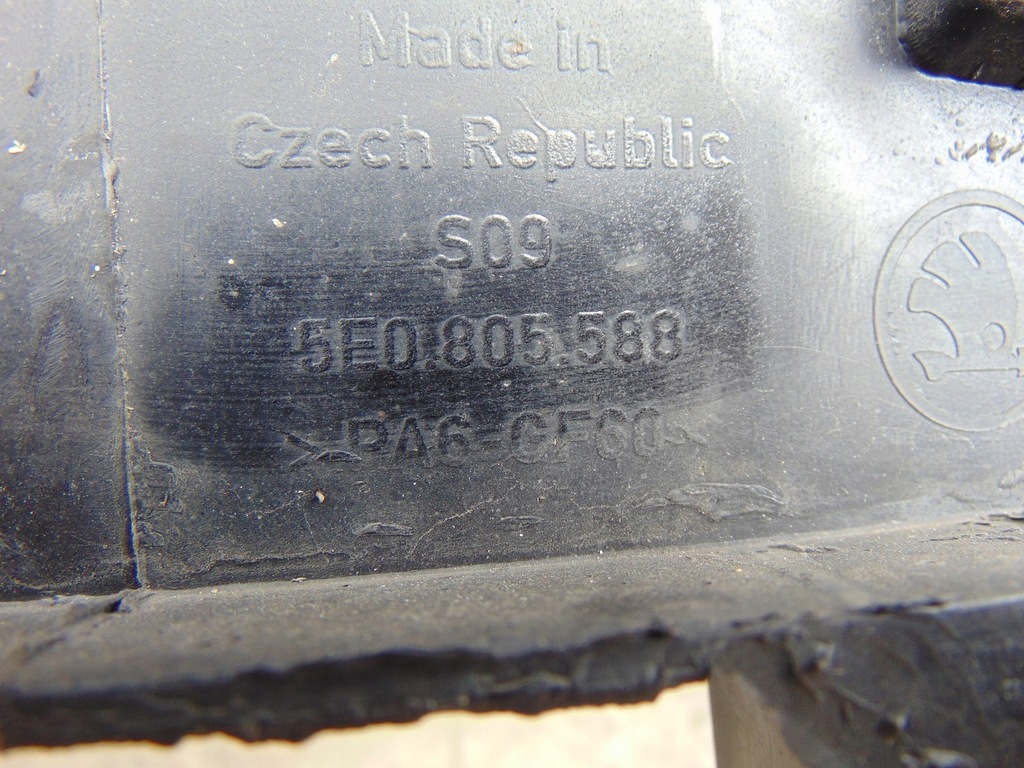 Made in
Czech Republic
S09
5E0.805.588
>PA6-GF60<